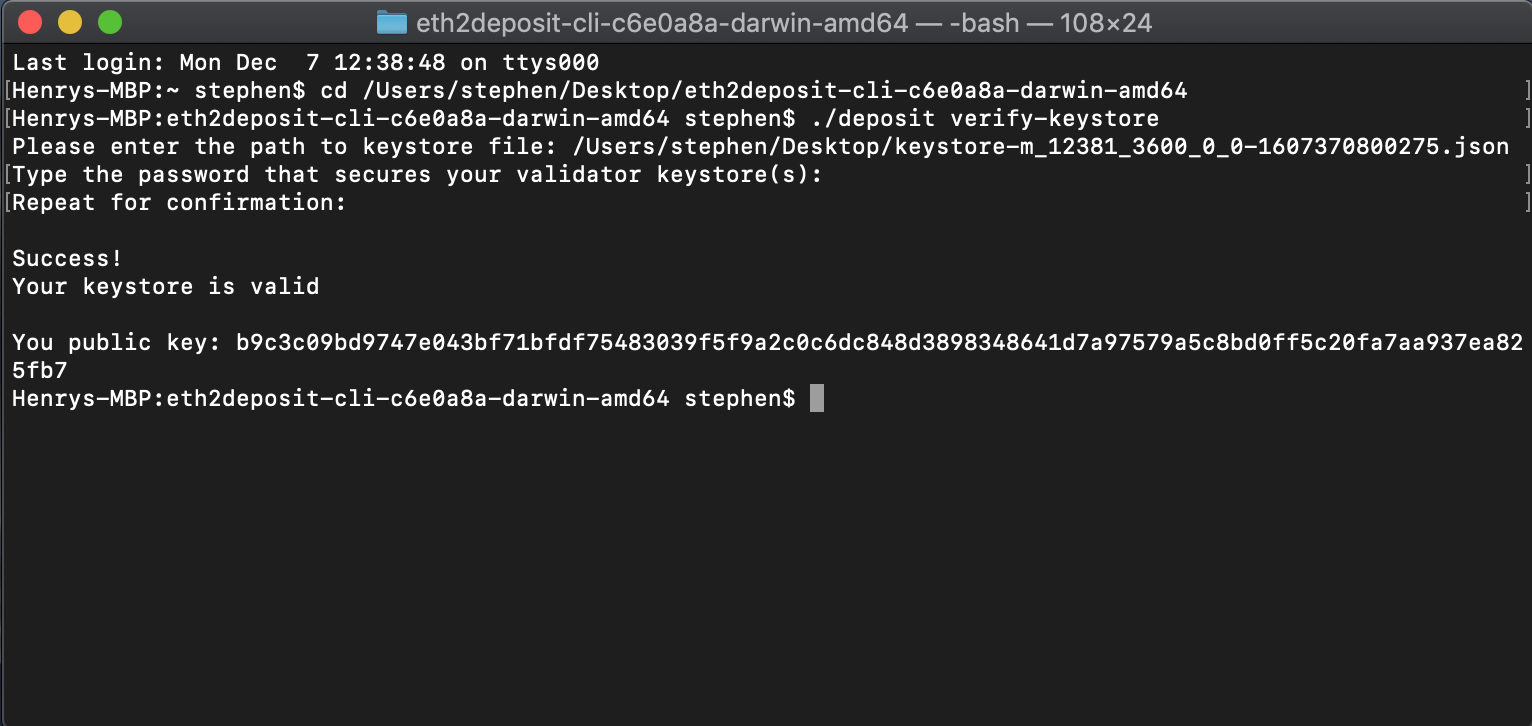 eth2deposit-cli-c6e0a8a-darwin-amd64 — -bash — 108×24
Last login: Mon Dec  7 12:38:48 on ttys000
[Henrys-MBP:~ stephen$ cd /Users/stephen/Desktop/eth2deposit-cli-c6e0a8a-darwin-amd64 ]
[Henrys-MBP:eth2deposit-cli-c6e0a8a-darwin-amd64 stephen$ ./deposit verify-keystore ]
Please enter the path to keystore file: /Users/stephen/Desktop/keystore-m_12381_3600_0_0-1607370800275.json
[Type the password that secures your validator keystore(s): ]
[Repeat for confirmation: ]
Success!
Your keystore is valid
You public key: b9c3c09bd9747e043bf71bfdf75483039f5f9a2c0c6dc848d3898348641d7a97579a5c8bd0ff5c20fa7aa937ea82
5fb7
Henrys-MBP:eth2deposit-cli-c6e0a8a-darwin-amd64 stephen$